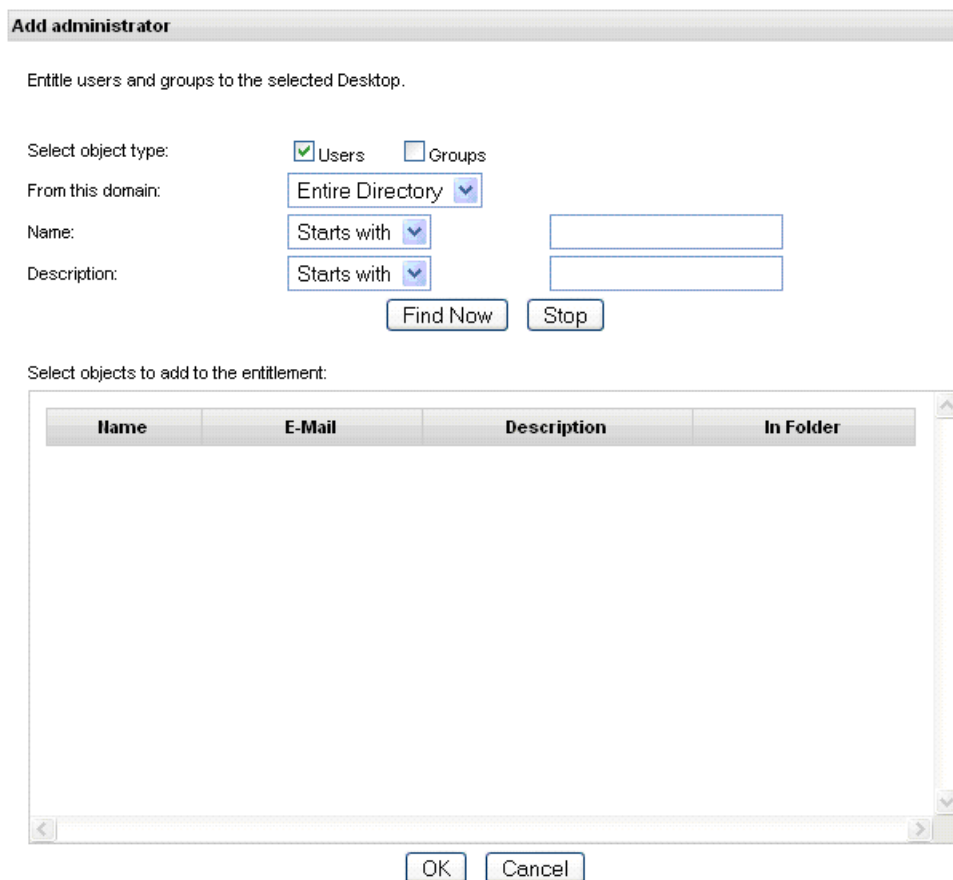 Add administrator
Entitle users and groups to the selected Desktop.
Select object type: Users Groups
From this domain: Entire Directory
Name: Starts with
Description: Starts with
Find Now Stop
Select objects to add to the entitlement:
Name E-Mail Description In Folder
OK Cancel